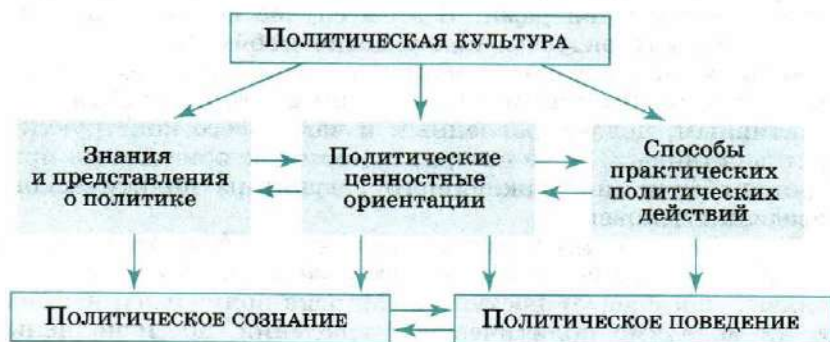 ПОЛИТИЧЕСКАЯ КУЛЬТУРА
Знания
и представления
о политике
Политические
ценностные
ориентации
Способы
практических
политических
действий
ПОЛИТИЧЕСКОЕ СОЗНАНИЕ
ПОЛИТИЧЕСКОЕ ПОВЕДЕНИЕ